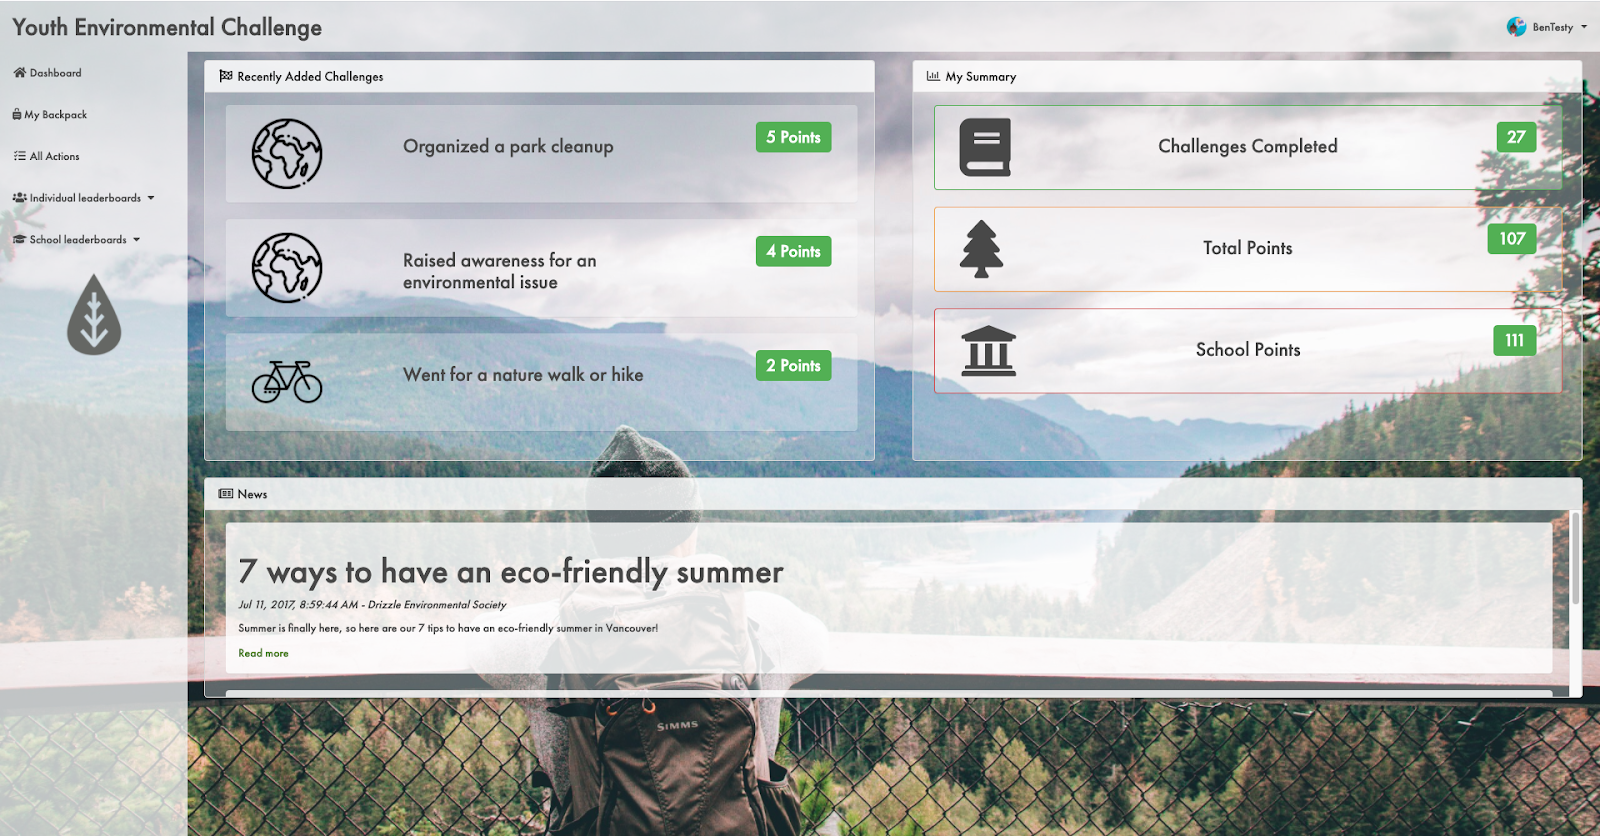 Youth Environmental Challenge
BenTesty
Dashboard
My Backpack
All Actions
Individual leaderboards
School leaderboards
Recently Added Challenges
Organized a park cleanup
5 Points
Raised awareness for an
environmental issue
4 Points
Went for a nature walk or hike
2 Points
My Summary
Challenges Completed
27
Total Points
107
School Points
111
News
7 ways to have an eco-friendly summer
Jul 11, 2017, 8:59:44 AM - Drizzle Environmental Society
Summer is finally here, so here are our 7 tips to have an eco-friendly summer in Vancouver!
Read more
SIMMS